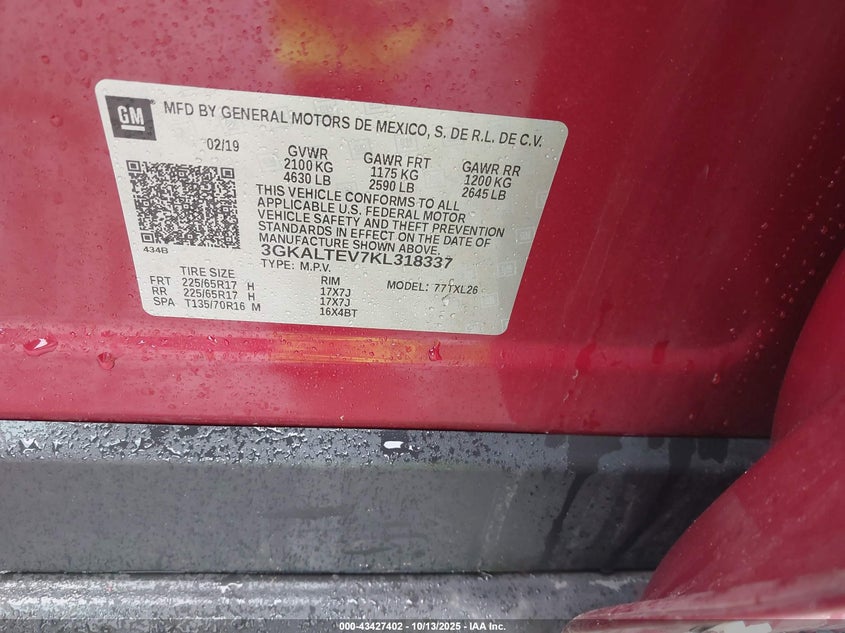 GM
MFD BY GENERAL MOTORS DE MEXICO, S. DE R.L. DE C.V.
02/19
GVWR GAWR FRT GAWR RR
2100 KG 1175 KG 1200 KG
4630 LB 2590 LB 2645 LB
THIS VEHICLE CONFORMS TO ALL
APPLICABLE U.S. FEDERAL MOTOR
VEHICLE SAFETY AND THEFT PREVENTION
STANDARDS IN EFFECT ON THE DATE OF
MANUFACTURE SHOWN ABOVE.
434B
3GKALTEV7KL318337
TYPE: M.P.V. MODEL: 77TXL26
TIRE SIZE RIM
FRT 225/65R17 H 17X7J
RR 225/65R17 H 17X7J
SPA T135/70R16 M 16X4BT
000-43427402 - 10/13/2025 - IAA Inc.